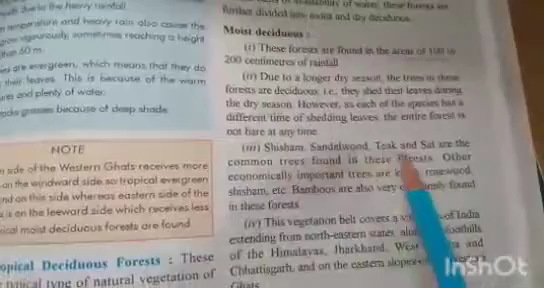 due to the heavy rainfall
temperature and heavy rain also cause the
vigorously, sometimes reaching a height
than 60 m.
are evergreen, which means that they do
their leaves. This is because of the warm
and plenty of water.
grasses because of deep shade.
NOTE
side of the Western Ghats receives more
on the windward side so tropical evergreen
on this side whereas eastern side of the
is on the leeward side which receives less
moist deciduous forests are found.
Deciduous Forests : These
typical type of natural vegetation of
of availability of water, these forests are
further divided into moist and dry deciduous.
Moist deciduous :
(i) These forests are found in the areas of 100 to
200 centimetres of rainfall.
(ii) Due to a longer dry season, the trees in these
forests are deciduous, i.e., they shed their leaves during
the dry season. However, as each of the species has a
different time of shedding leaves, the entire forest is
not bare at any time.
(iii) Shisham, Sandalwood, Teak and Sal are the
common trees found in these forests. Other
economically important trees are rosewood,
shisham, etc. Bamboos are also very found
in these forests.
(iv) This vegetation belt covers a of India
extending from north-eastern states,
of the Himalayas, Jharkhand, West and
Chhattisgarh, and on the eastern slopes
Ghats.
InShOt